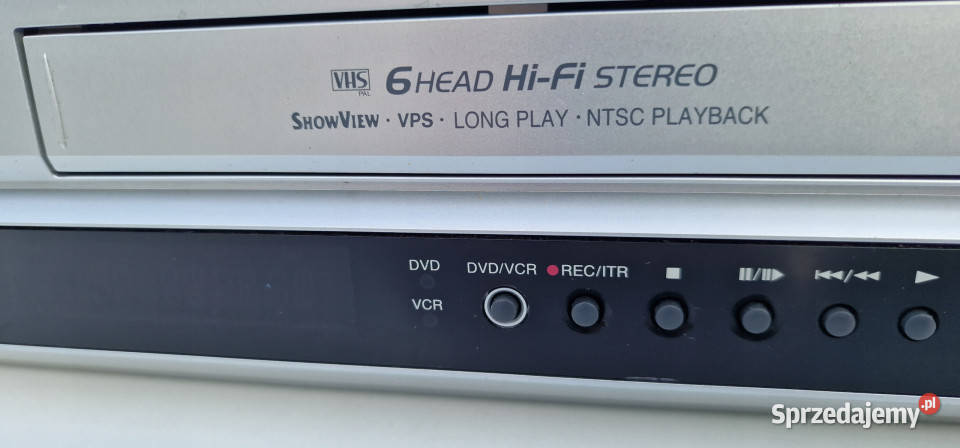 VHS PAL 6 HEAD Hi-Fi STEREO
SHOWVIEW · VPS · LONG PLAY · NTSC PLAYBACK
DVD DVD/VCR REC/ITR
VCR
Sprzedajemy.pl